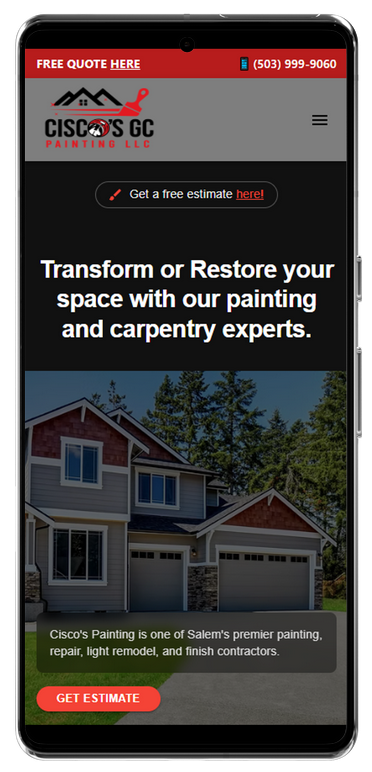 FREE QUOTE HERE
(503) 999-9060
CISCO'S GC
PAINTING LLC
Get a free estimate here!
Transform or Restore your
space with our painting
and carpentry experts.
Cisco's Painting is one of Salem's premier painting,
repair, light remodel, and finish contractors.
GET ESTIMATE